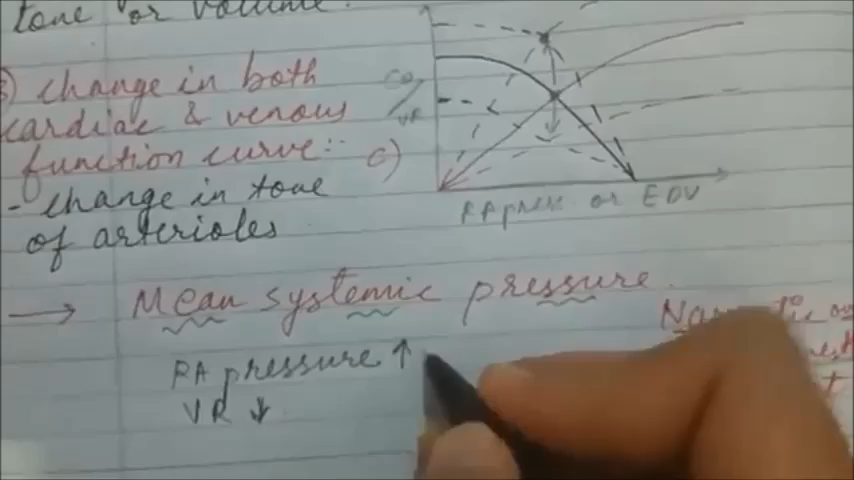 tone or volume.
3) change in both
cardiac & venous
function curve:-
- change in tone
of arterioles
c)
CO/
VR
RA press. or EDV
→ Mean systemic pressure
RA pressure ↑
VR ↓